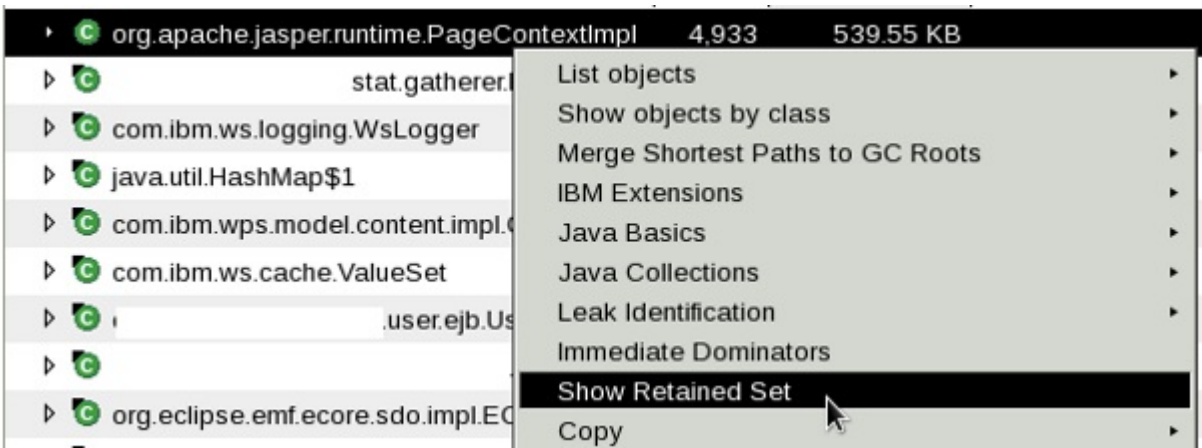 org.apache.jasper.runtime.PageContextImpl 4,933 539.55 KB
stat.gatherer.
com.ibm.ws.logging.WsLogger
java.util.HashMap$1
com.ibm.wps.model.content.impl.
com.ibm.ws.cache.ValueSet
.user.ejb.Us
org.eclipse.emf.ecore.sdo.impl.EC
List objects
Show objects by class
Merge Shortest Paths to GC Roots
IBM Extensions
Java Basics
Java Collections
Leak Identification
Immediate Dominators
Show Retained Set
Copy